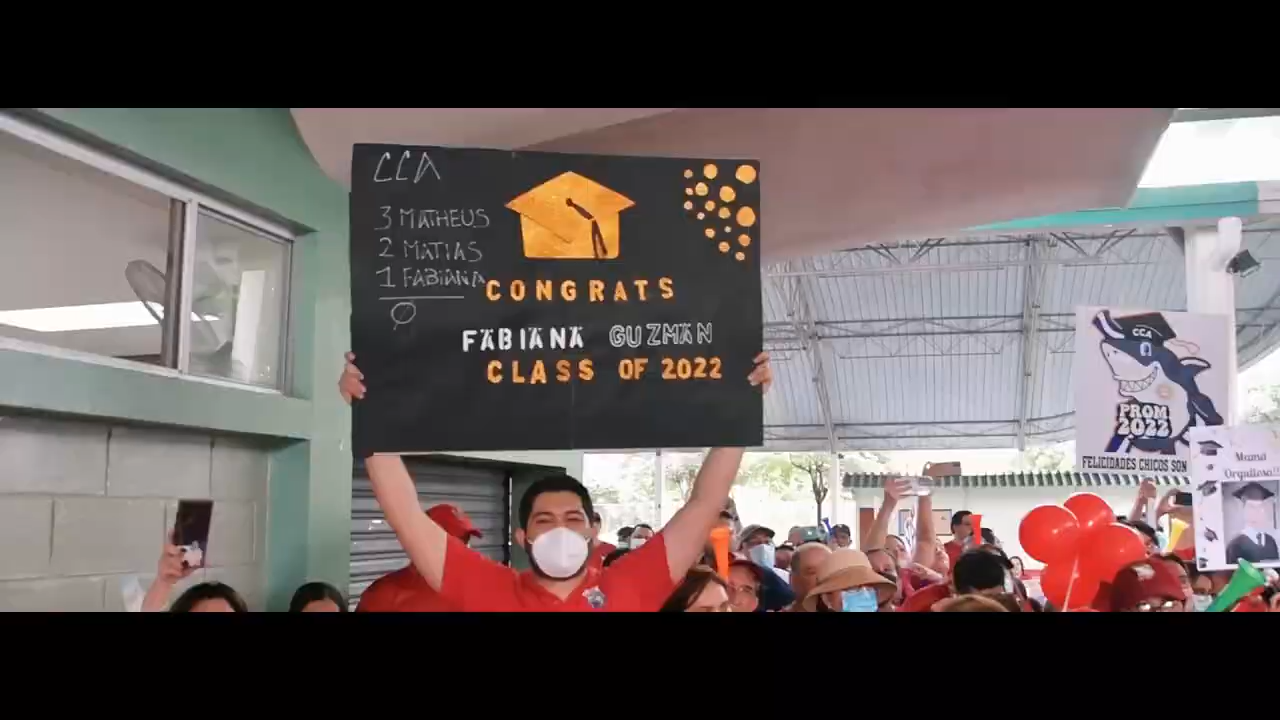 CCA
3 MATHEUS
2 MATIAS
1 FABIANA
0
CONGRATS
FABIANA GUZMAN
CLASS OF 2022
CCA
PROM
2022
FELICIDADES CHICOS SON
Mamá
Orgullosa!!